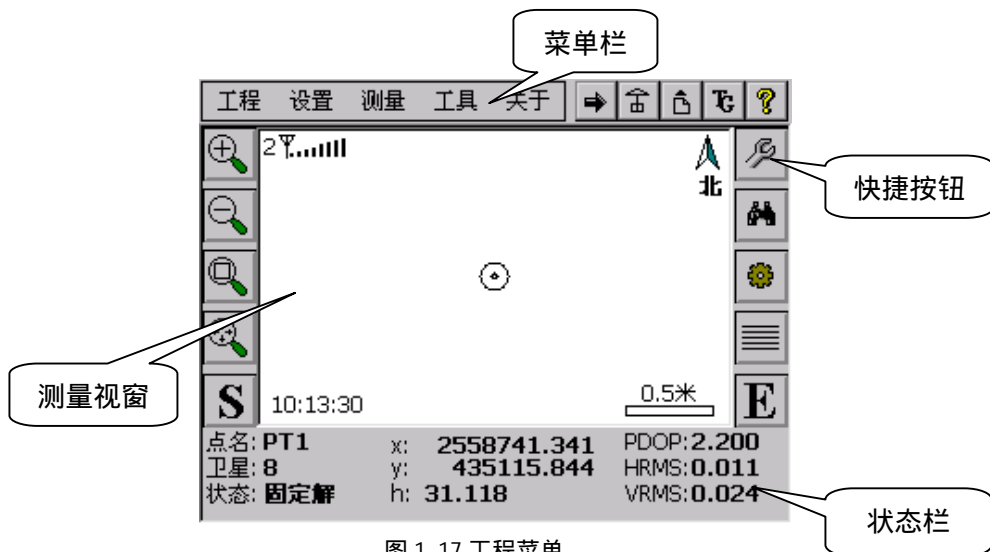 菜单栏
工程 设置 测量 工具 关于
2
北
快捷按钮
测量视窗
S 10:13:30 0.5米 E
点名: PT1 x: 2558741.341 PDOP: 2.200
卫星: 8 y: 435115.844 HRMS: 0.011
状态: 固定解 h: 31.118 VRMS: 0.024
状态栏
图 1-17 工程菜单